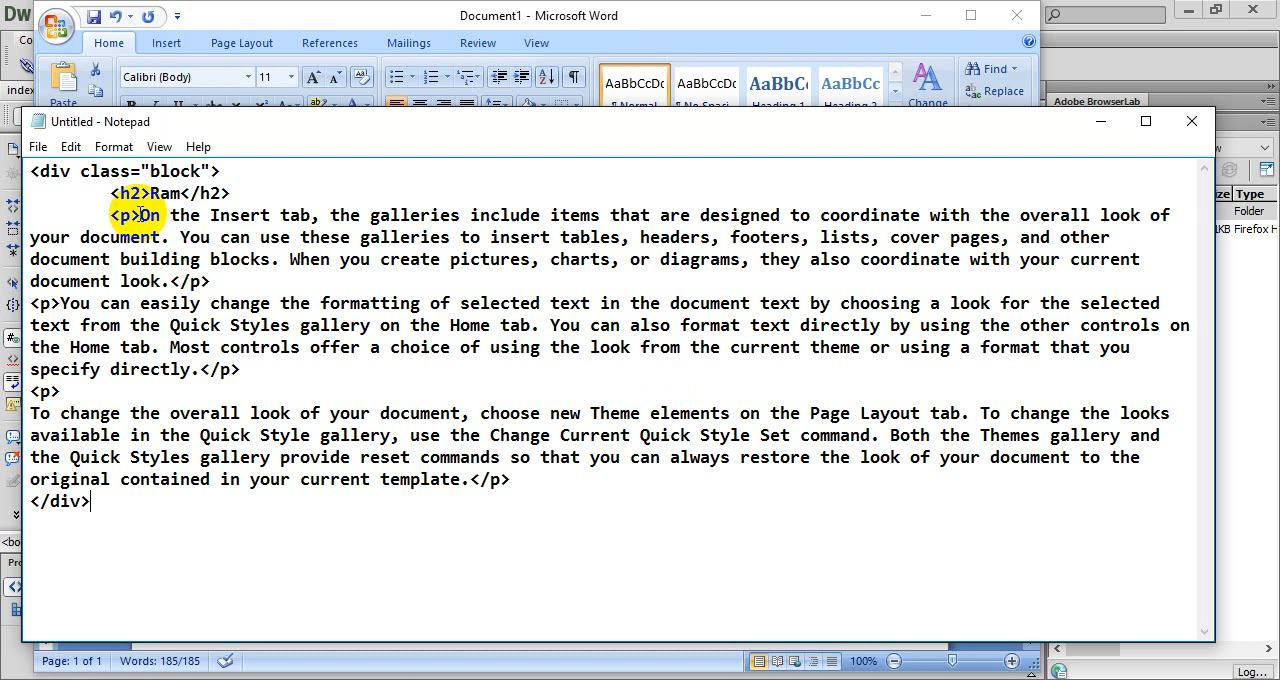 Dw
Document1 - Microsoft Word
Co
Home Insert Page Layout References Mailings Review View
Paste
Calibri (Body) 11
AaBbCcDc AaBbCcDc AaBbC AaBbCc
Change
Find
Replace
index
Adobe BrowserLab
Untitled - Notepad
File Edit Format View Help
<div class="block">
<h2>Ram</h2>
<p>On the Insert tab, the galleries include items that are designed to coordinate with the overall look of
your document. You can use these galleries to insert tables, headers, footers, lists, cover pages, and other
document building blocks. When you create pictures, charts, or diagrams, they also coordinate with your current
document look.</p>
<p>You can easily change the formatting of selected text in the document text by choosing a look for the selected
text from the Quick Styles gallery on the Home tab. You can also format text directly by using the other controls on
the Home tab. Most controls offer a choice of using the look from the current theme or using a format that you
specify directly.</p>
<p>
To change the overall look of your document, choose new Theme elements on the Page Layout tab. To change the looks
available in the Quick Style gallery, use the Change Current Quick Style Set command. Both the Themes gallery and
the Quick Styles gallery provide reset commands so that you can always restore the look of your document to the
original contained in your current template.</p>
</div>
ze Type
Folder
1KB Firefox H
<bo
Pro
Page: 1 of 1 Words: 185/185 100%
Log...